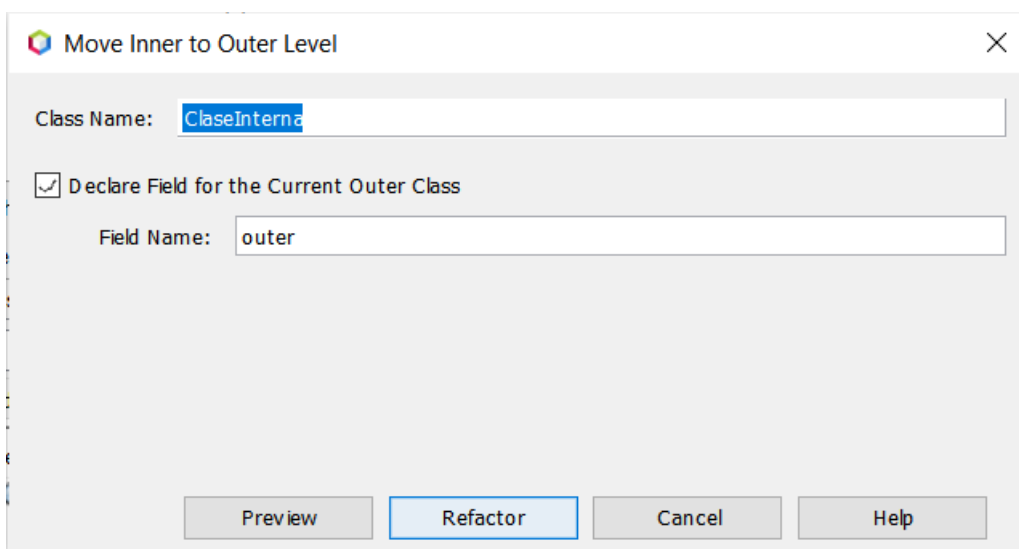 Move Inner to Outer Level
Class Name: ClaseInterna
Declare Field for the Current Outer Class
Field Name: outer
Preview Refactor Cancel Help